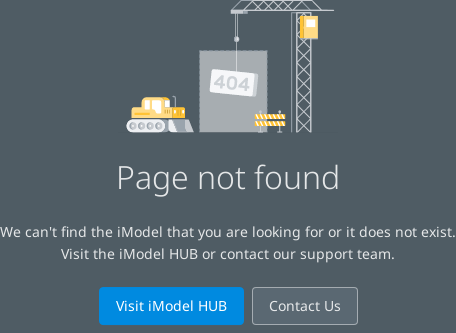 404
Page not found
We can't find the iModel that you are looking for or it does not exist.
Visit the iModel HUB or contact our support team.
Visit iModel HUB
Contact Us